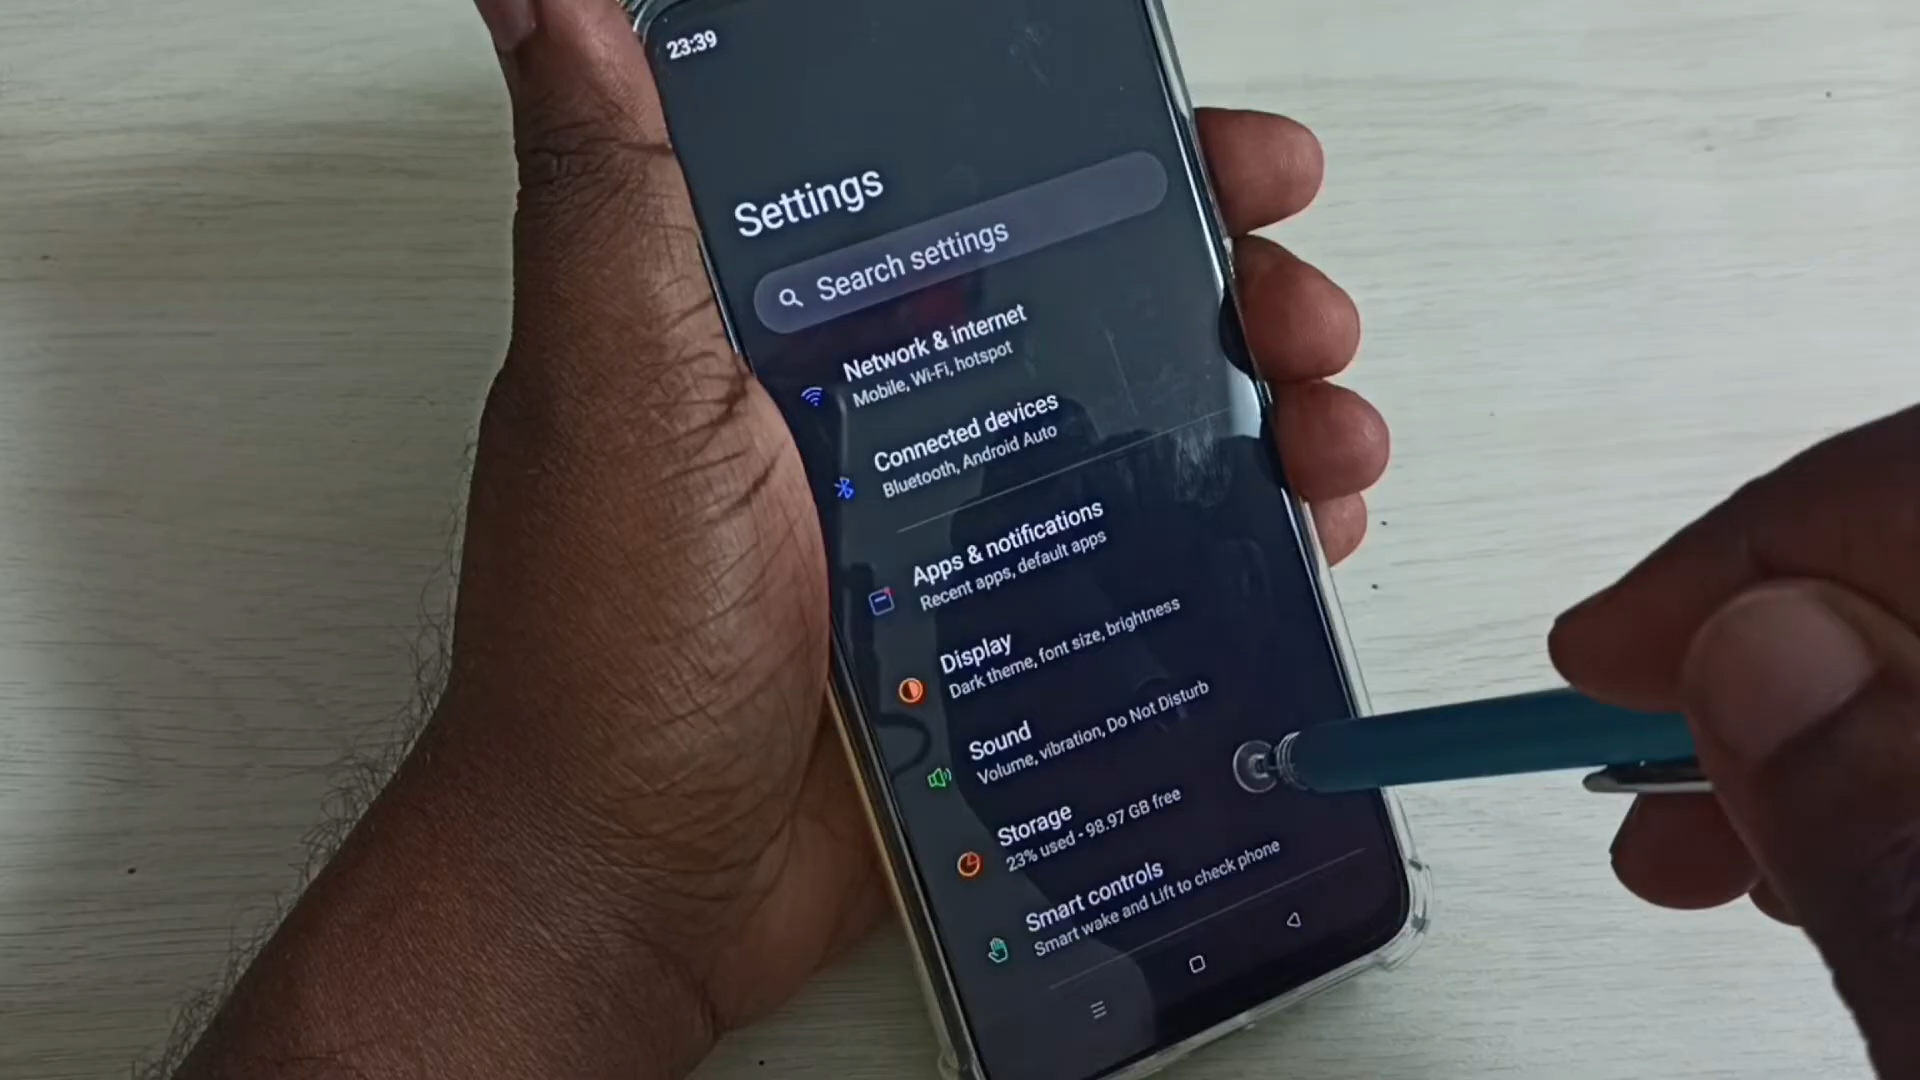 23:39
Settings
Search settings
Network & internet
Mobile, Wi-Fi, hotspot
Connected devices
Bluetooth, Android Auto
Apps & notifications
Recent apps, default apps
Display
Dark theme, font size, brightness
Sound
Volume, vibration, Do Not Disturb
Storage
23% used - 98.97 GB free
Smart controls
Smart wake and Lift to check phone